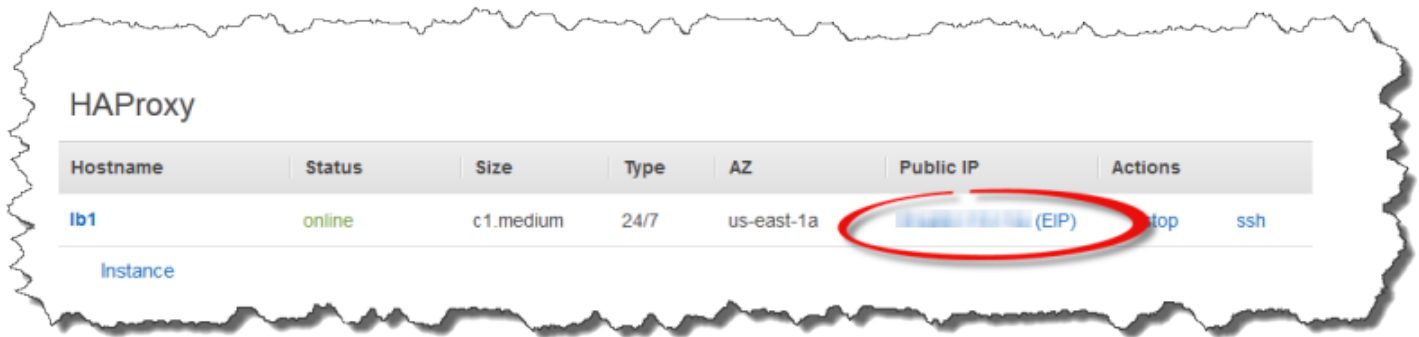 HAProxy
Hostname Status Size Type AZ Public IP Actions
lb1 online c1.medium 24/7 us-east-1a (EIP) stop ssh
Instance